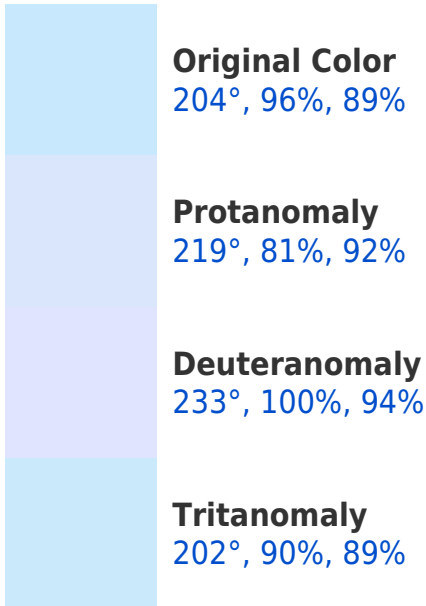 Original Color
204°, 96%, 89%
Protanomaly
219°, 81%, 92%
Deuteranomaly
233°, 100%, 94%
Tritanomaly
202°, 90%, 89%